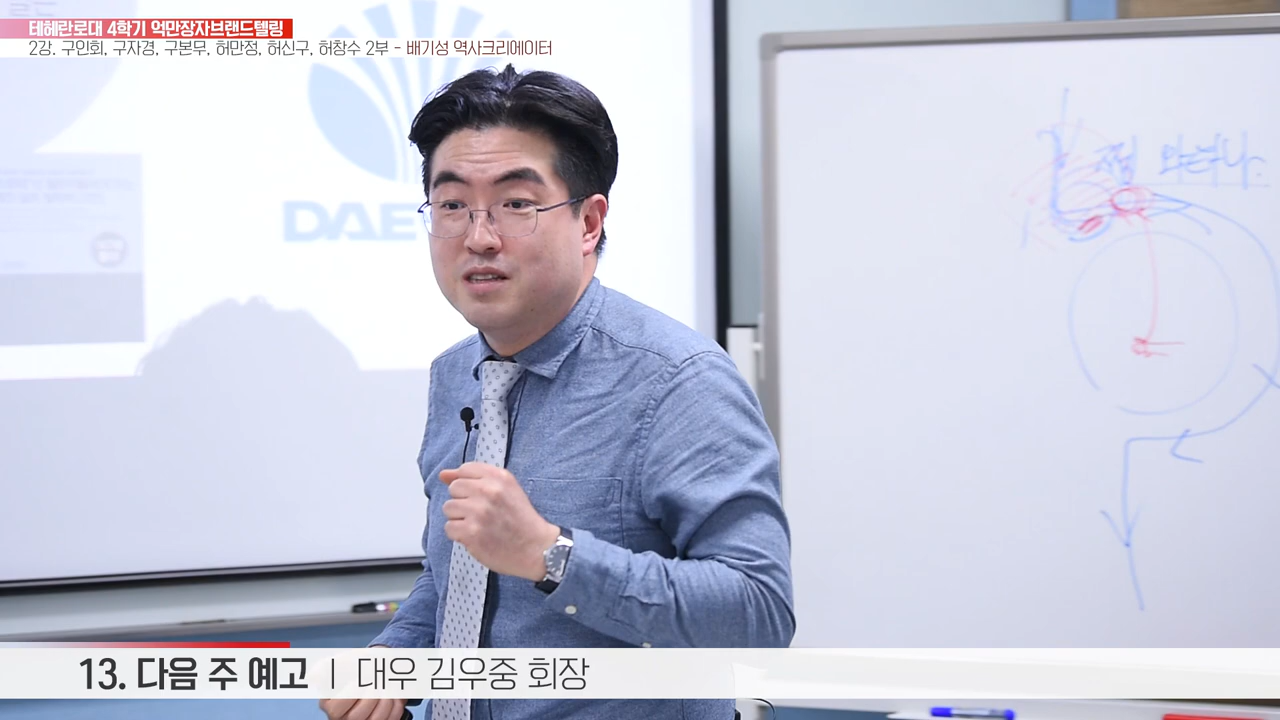 테헤란로대 4학기 억만장자브랜드텔링
2강. 구인회, 구자경, 구본무, 허만정, 허신구, 허창수 2부 - 배기성 역사크리에이터
DAE
13. 다음 주 예고 | 대우 김우중 회장